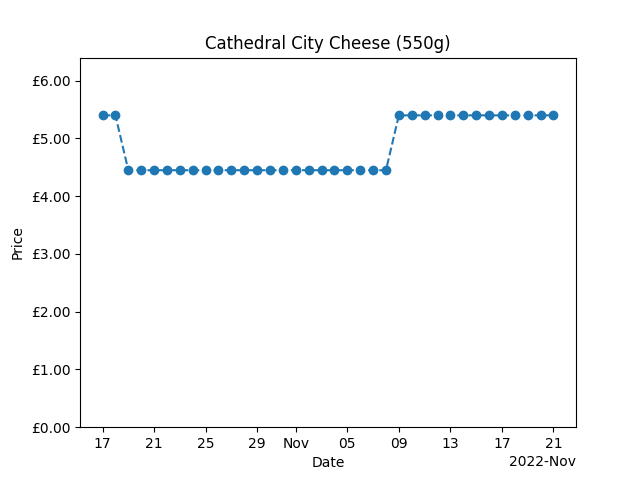 Cathedral City Cheese (550g)
£6.00
£5.00
£4.00
£3.00
£2.00
£1.00
£0.00
Price
17 21 25 29 Nov 05 09 13 17 21
Date
2022-Nov